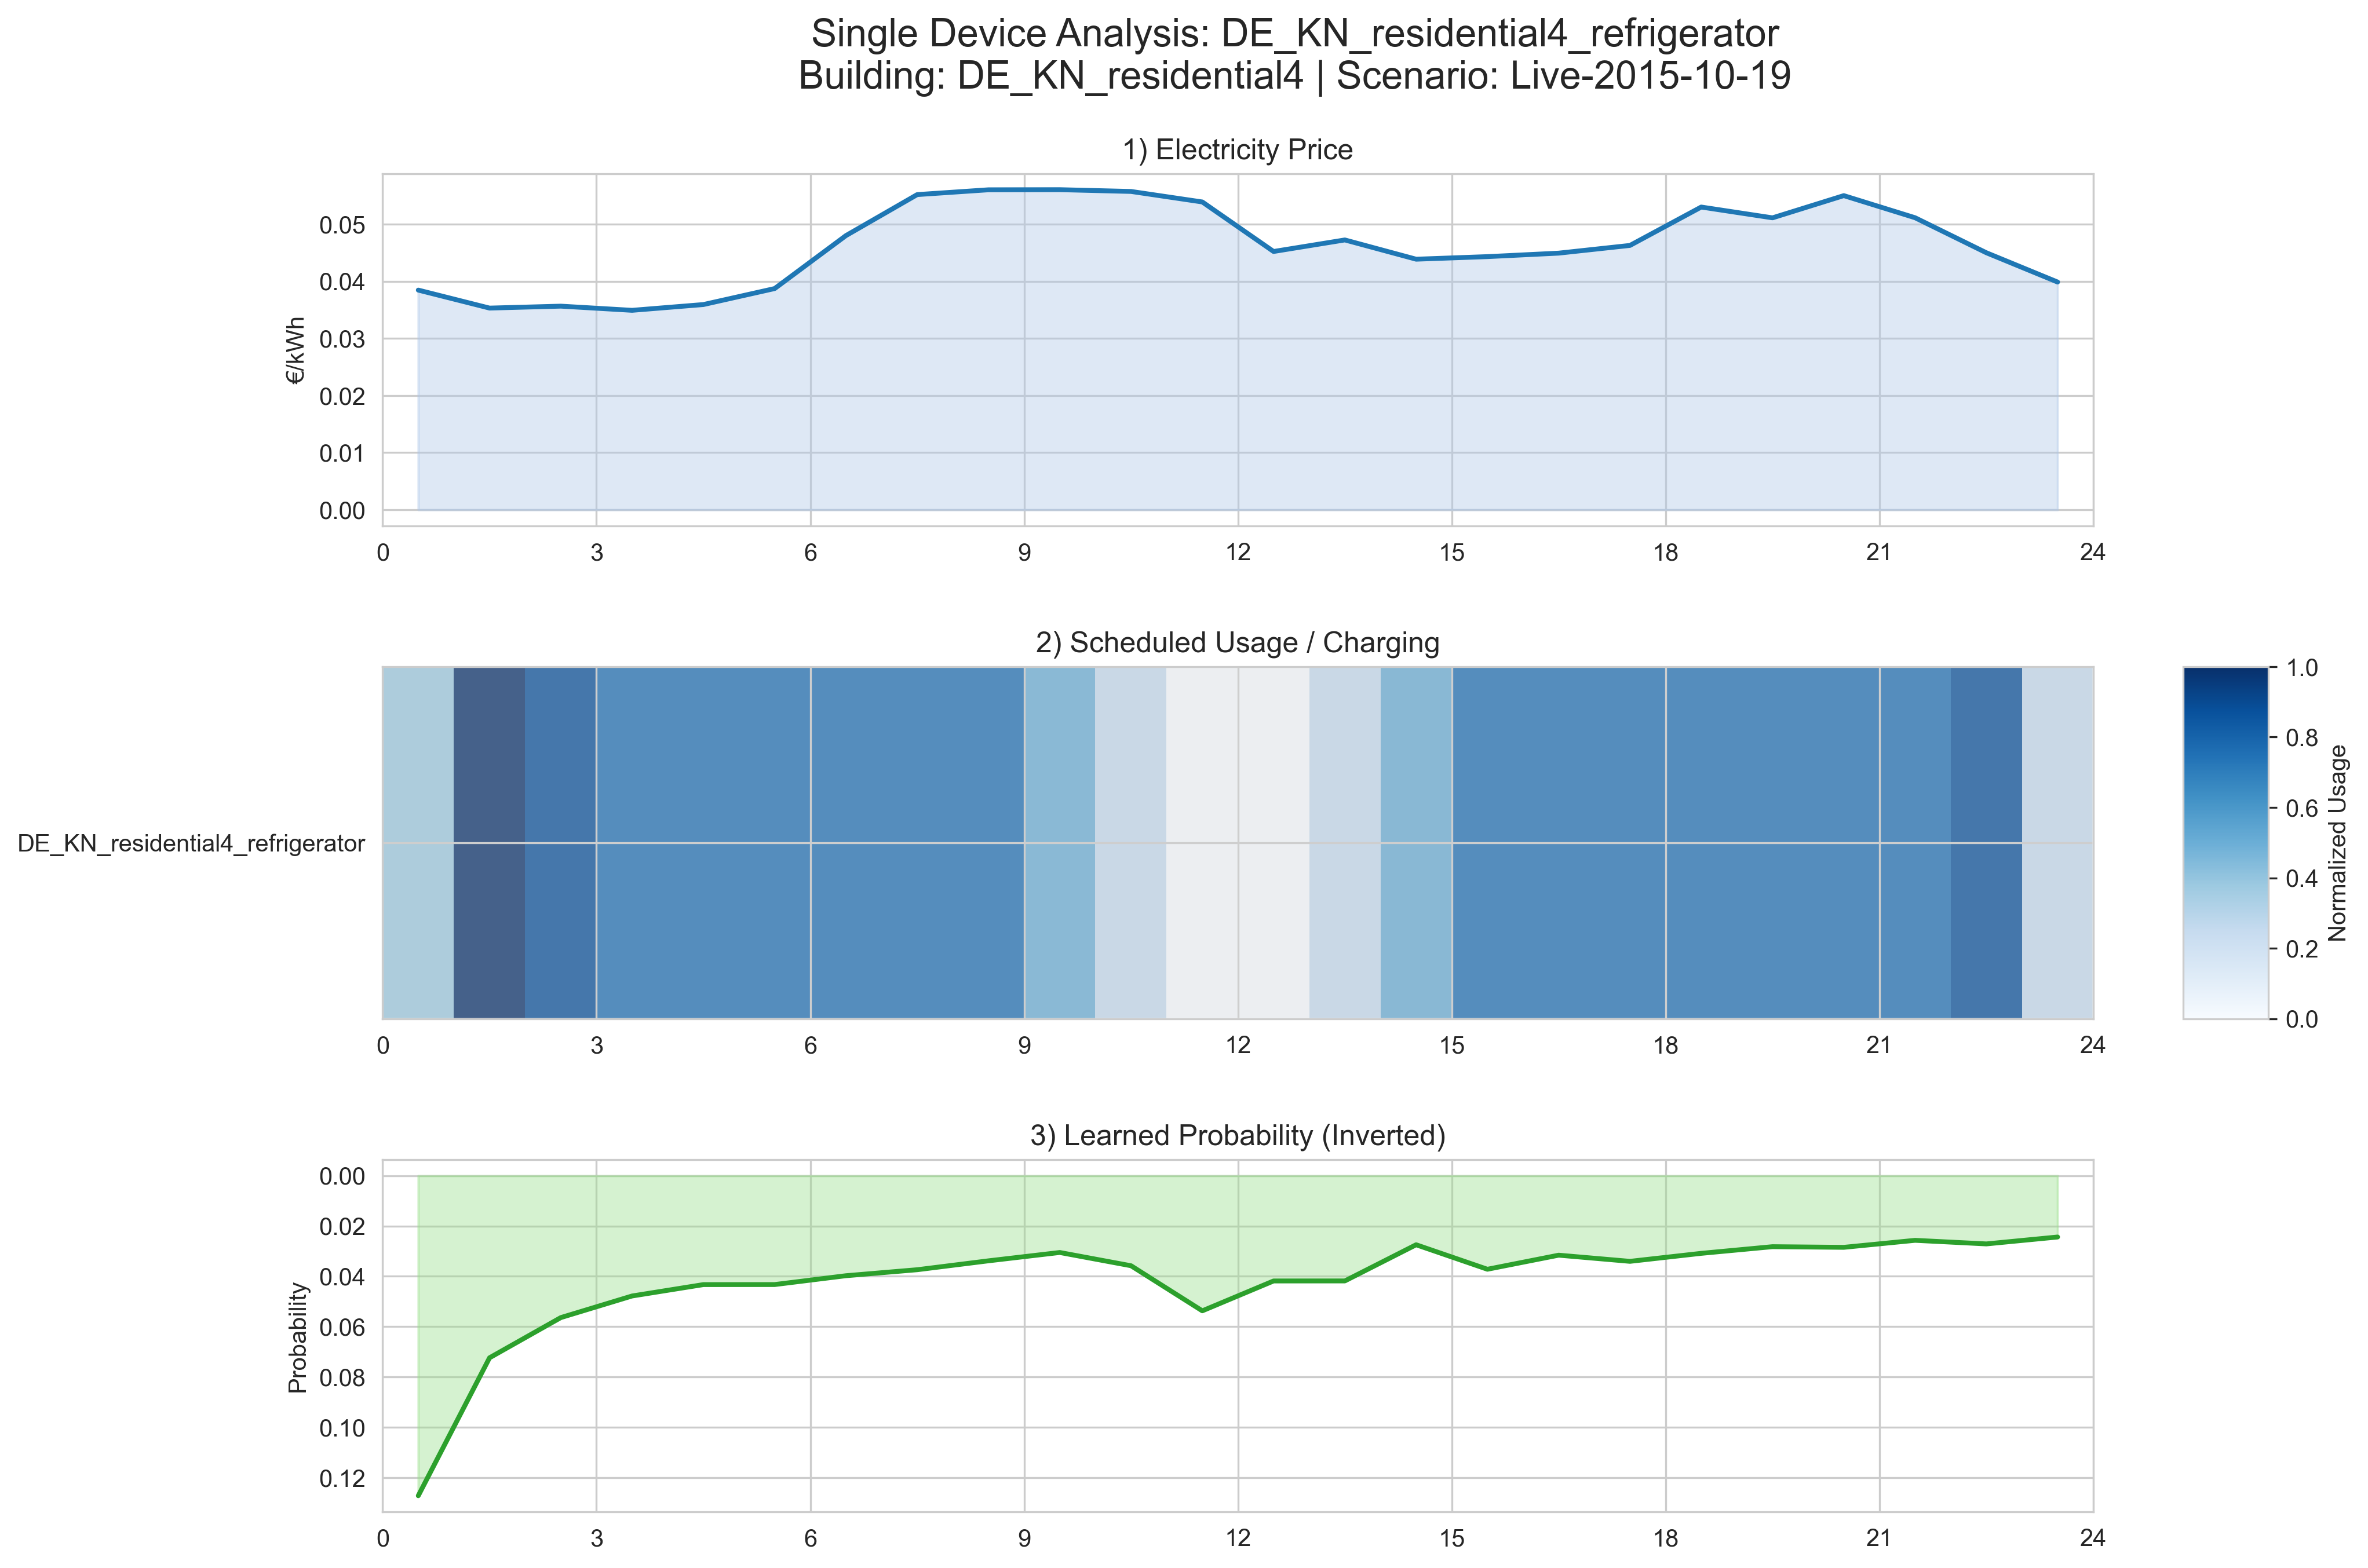 Single Device Analysis: DE_KN_residential4_refrigerator
Building: DE_KN_residential4 | Scenario: Live-2015-10-19
1) Electricity Price
€/kWh
0.05
0.04
0.03
0.02
0.01
0.00
0 3 6 9 12 15 18 21 24
2) Scheduled Usage / Charging
DE_KN_residential4_refrigerator
0 3 6 9 12 15 18 21 24
1.0
0.8
0.6
0.4
0.2
0.0
Normalized Usage
3) Learned Probability (Inverted)
Probability
0.00
0.02
0.04
0.06
0.08
0.10
0.12
0 3 6 9 12 15 18 21 24